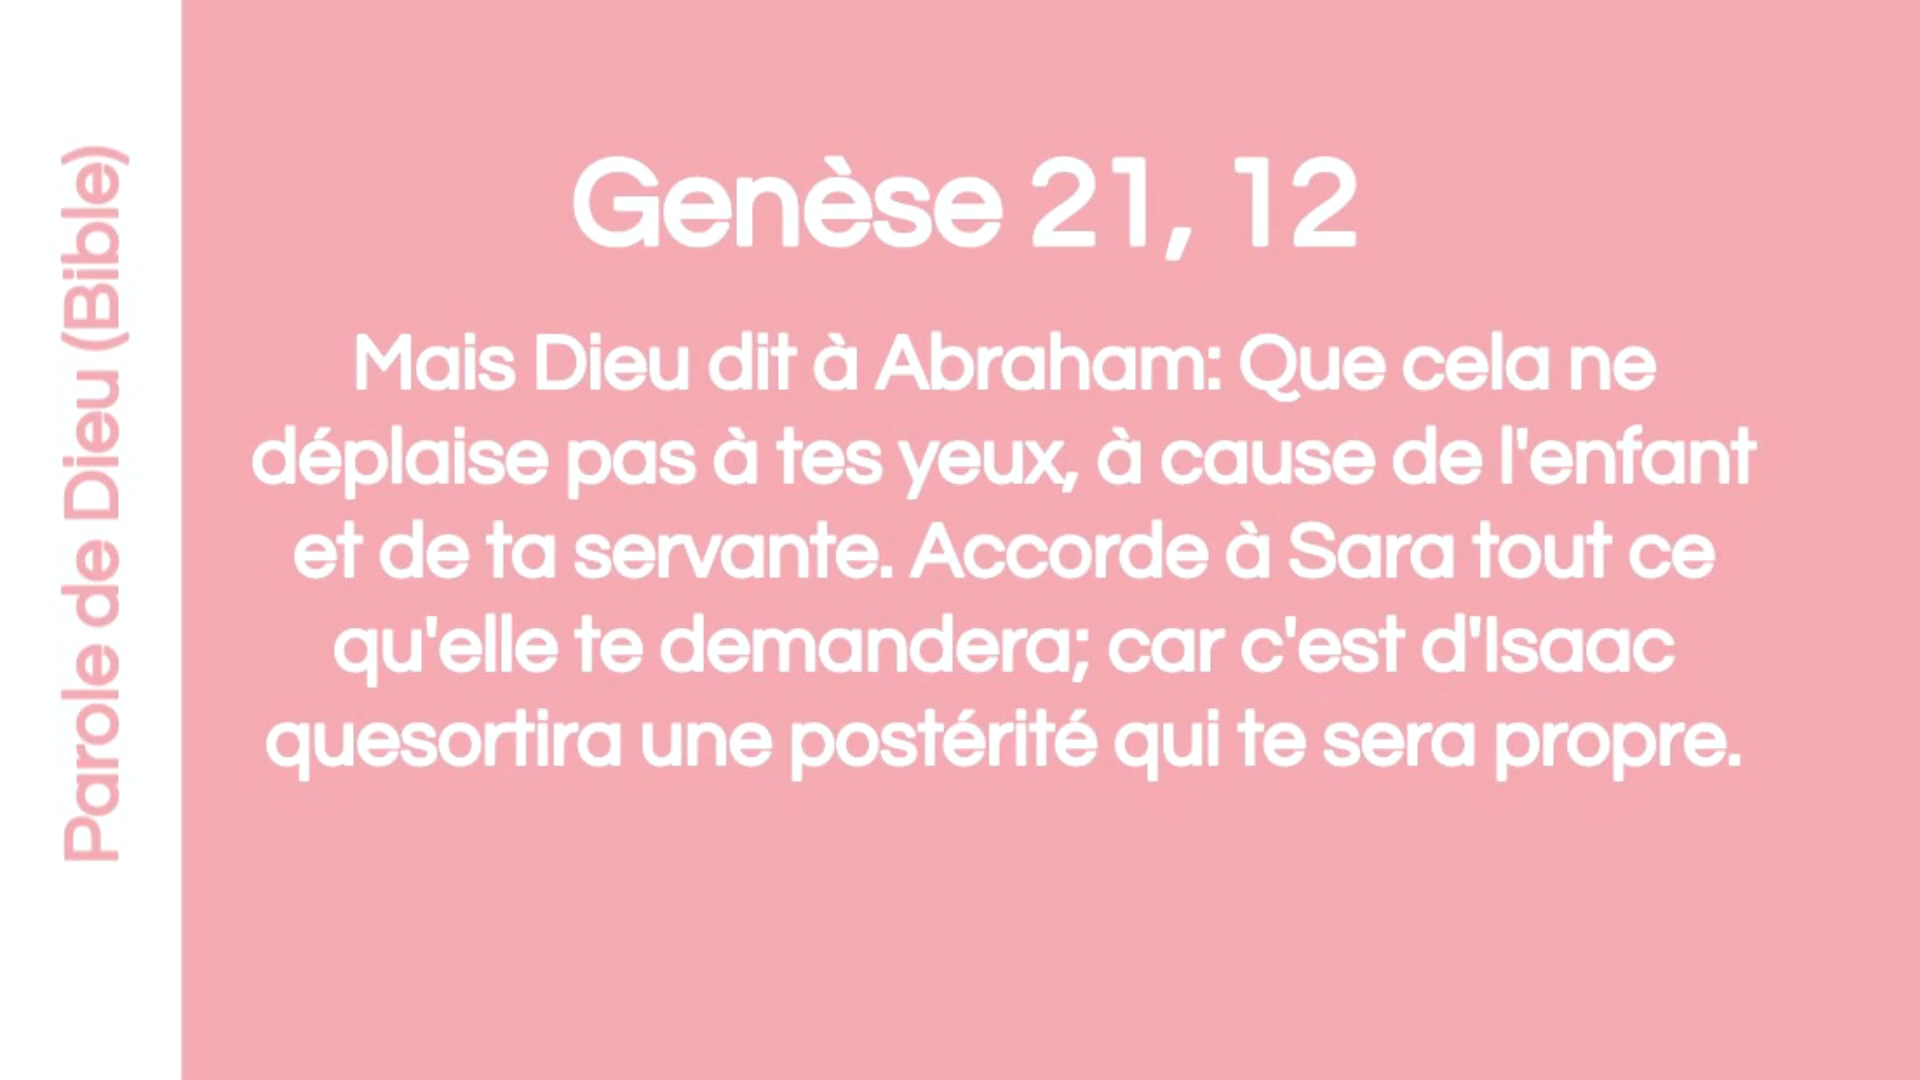 Parole de Dieu (Bible)
Genèse 21, 12
Mais Dieu dit à Abraham: Que cela ne
déplaise pas à tes yeux, à cause de l'enfant
et de ta servante. Accorde à Sara tout ce
qu'elle te demandera; car c'est d'Isaac
quesortira une postérité qui te sera propre.